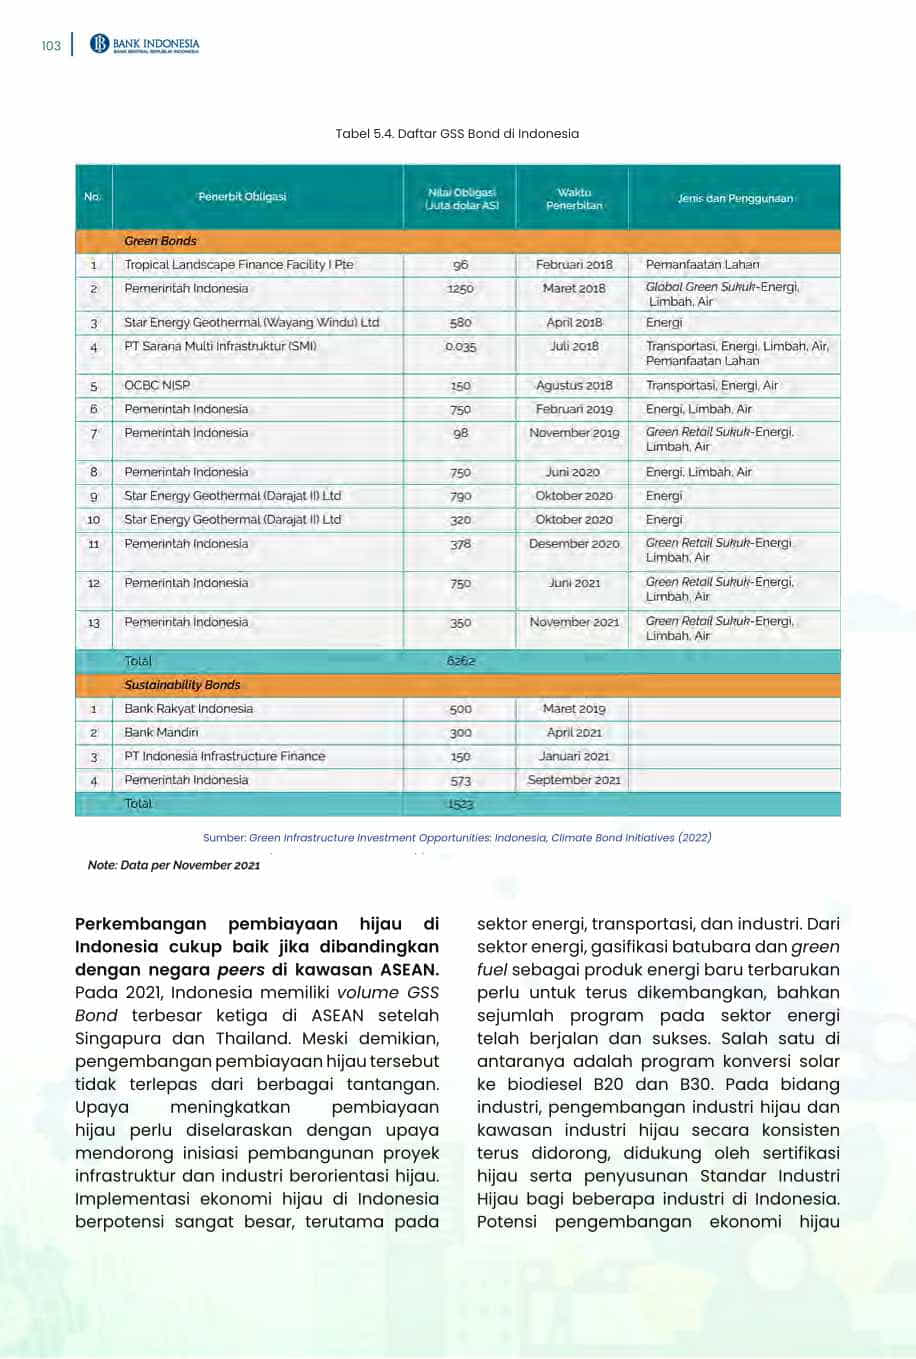 103
BANK INDONESIA
BANK SENTRAL REPUBLIK INDONESIA
Tabel 5.4. Daftar GSS Bond di Indonesia
No. Penerbit Obligasi Nilai Obligasi (Juta dolar AS) Waktu Penerbitan Jenis dan Penggunaan
Green Bonds
1 Tropical Landscape Finance Facility I Pte 96 Februari 2018 Pemanfaatan Lahan
2 Pemerintah Indonesia 1250 Maret 2018 Global Green Sukuk-Energi,
Limbah, Air
3 Star Energy Geothermal (Wayang Windu) Ltd 580 April 2018 Energi
4 PT Sarana Multi Infrastruktur (SMI) 0.035 Juli 2018 Transportasi, Energi, Limbah, Air,
Pemanfaatan Lahan
5 OCBC NISP 150 Agustus 2018 Transportasi, Energi, Air
6 Pemerintah Indonesia 750 Februari 2019 Energi, Limbah, Air
7 Pemerintah Indonesia 98 November 2019 Green Retail Sukuk-Energi,
Limbah, Air
8 Pemerintah Indonesia 750 Juni 2020 Energi, Limbah, Air
9 Star Energy Geothermal (Darajat II) Ltd 790 Oktober 2020 Energi
10 Star Energy Geothermal (Darajat II) Ltd 320 Oktober 2020 Energi
11 Pemerintah Indonesia 378 Desember 2020 Green Retail Sukuk-Energi
Limbah, Air
12 Pemerintah Indonesia 750 Juni 2021 Green Retail Sukuk-Energi,
Limbah, Air
13 Pemerintah Indonesia 350 November 2021 Green Retail Sukuk-Energi,
Limbah, Air
Total 6262
Sustainability Bonds
1 Bank Rakyat Indonesia 500 Maret 2019
2 Bank Mandiri 300 April 2021
3 PT Indonesia Infrastructure Finance 150 Januari 2021
4 Pemerintah Indonesia 573 September 2021
Total 1523
Sumber: Green Infrastructure Investment Opportunities: Indonesia, Climate Bond Initiatives (2022)
Note: Data per November 2021
Perkembangan pembiayaan hijau di
Indonesia cukup baik jika dibandingkan
dengan negara peers di kawasan ASEAN.
Pada 2021, Indonesia memiliki volume GSS
Bond terbesar ketiga di ASEAN setelah
Singapura dan Thailand. Meski demikian,
pengembangan pembiayaan hijau tersebut
tidak terlepas dari berbagai tantangan.
Upaya meningkatkan pembiayaan
hijau perlu diselaraskan dengan upaya
mendorong inisiasi pembangunan proyek
infrastruktur dan industri berorientasi hijau.
Implementasi ekonomi hijau di Indonesia
berpotensi sangat besar, terutama pada
sektor energi, transportasi, dan industri. Dari
sektor energi, gasifikasi batubara dan green
fuel sebagai produk energi baru terbarukan
perlu untuk terus dikembangkan, bahkan
sejumlah program pada sektor energi
telah berjalan dan sukses. Salah satu di
antaranya adalah program konversi solar
ke biodiesel B20 dan B30. Pada bidang
industri, pengembangan industri hijau dan
kawasan industri hijau secara konsisten
terus didorong, didukung oleh sertifikasi
hijau serta penyusunan Standar Industri
Hijau bagi beberapa industri di Indonesia.
Potensi pengembangan ekonomi hijau